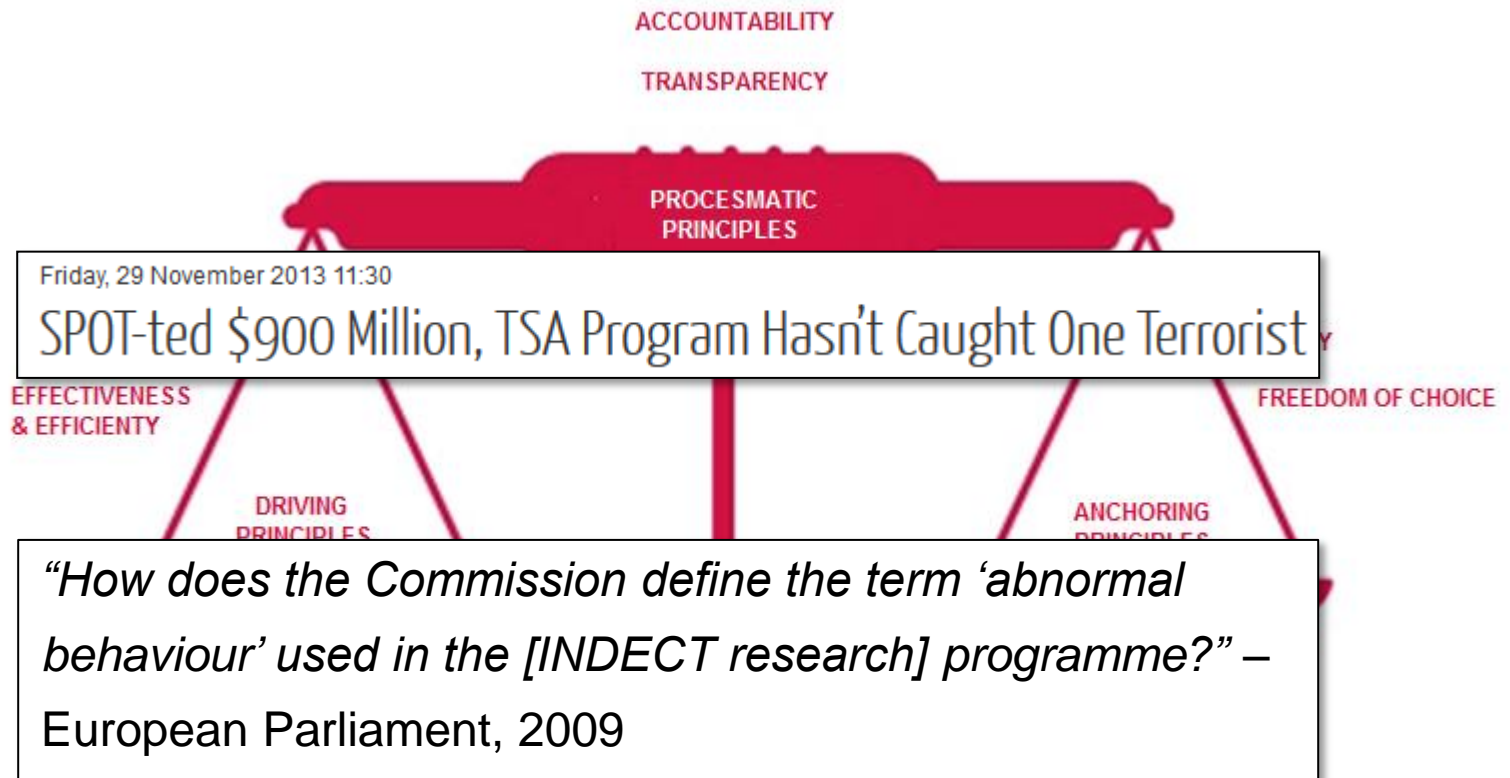 ACCOUNTABILITY
TRANSPARENCY
PROCESMATIC
PRINCIPLES
Friday, 29 November 2013 11:30
SPOT-ted $900 Million, TSA Program Hasn't Caught One Terrorist
EFFECTIVENESS
& EFFICIENTY
FREEDOM OF CHOICE
DRIVING
PRINCIPLES
ANCHORING
PRINCIPLES
“How does the Commission define the term ‘abnormal
behaviour’ used in the [INDECT research] programme?” –
European Parliament, 2009